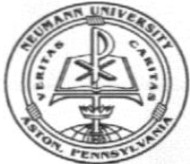 NEUMANN UNIVERSITY
VERITAS
CARITAS
ASTON, PENNSYLVANIA